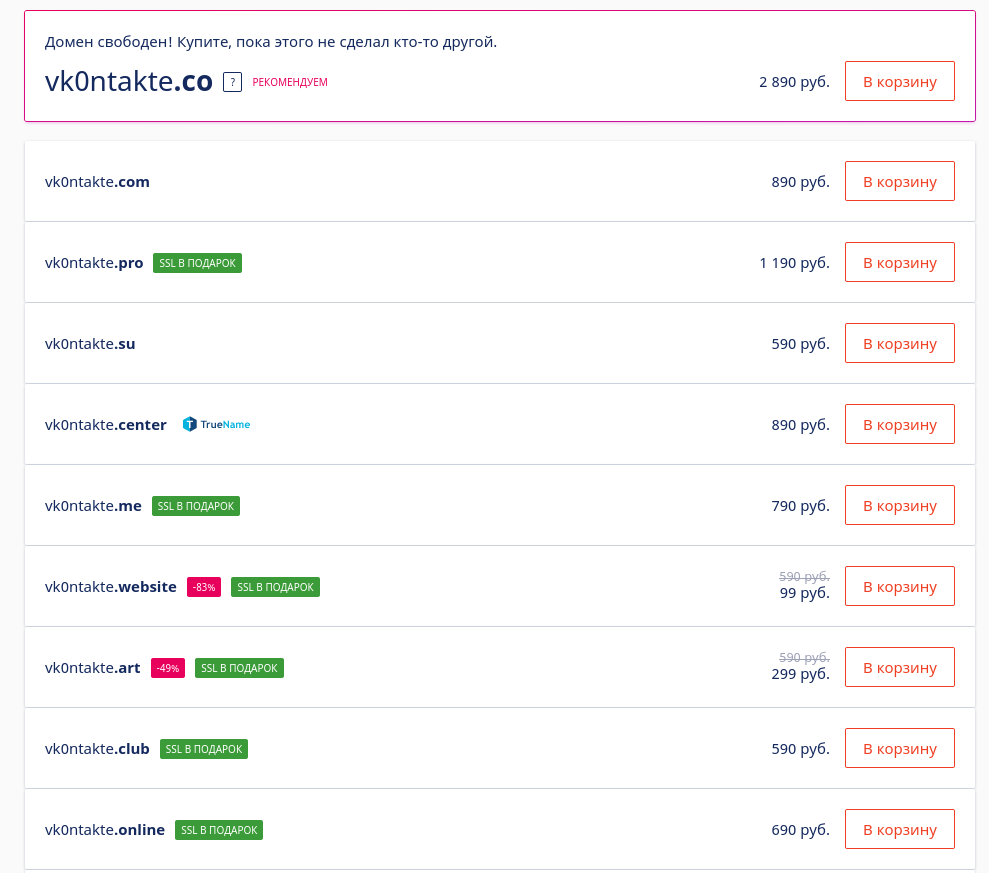 Домен свободен! Купите, пока этого не сделал кто-то другой.
vk0ntakte.co ? РЕКОМЕНДУЕМ 2 890 руб. В корзину
vk0ntakte.com 890 руб. В корзину
vk0ntakte.pro SSL В ПОДАРОК 1 190 руб. В корзину
vk0ntakte.su 590 руб. В корзину
vk0ntakte.center TrueName 890 руб. В корзину
vk0ntakte.me SSL В ПОДАРОК 790 руб. В корзину
590 руб.
vk0ntakte.website -83% SSL В ПОДАРОК 99 руб. В корзину
590 руб.
vk0ntakte.art -49% SSL В ПОДАРОК 299 руб. В корзину
vk0ntakte.club SSL В ПОДАРОК 590 руб. В корзину
vk0ntakte.online SSL В ПОДАРОК 690 руб. В корзину